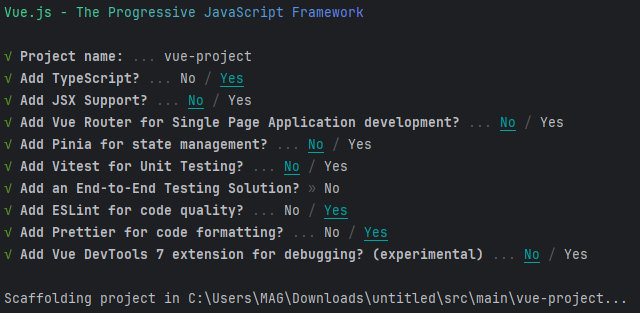 Vue.js - The Progressive JavaScript Framework
√ Project name: ... vue-project
√ Add TypeScript? ... No / Yes
√ Add JSX Support? ... No / Yes
√ Add Vue Router for Single Page Application development? ... No / Yes
√ Add Pinia for state management? ... No / Yes
√ Add Vitest for Unit Testing? ... No / Yes
√ Add an End-to-End Testing Solution? » No
√ Add ESLint for code quality? ... No / Yes
√ Add Prettier for code formatting? ... No / Yes
√ Add Vue DevTools 7 extension for debugging? (experimental) ... No / Yes
Scaffolding project in C:\Users\MAG\Downloads\untitled\src\main\vue-project...